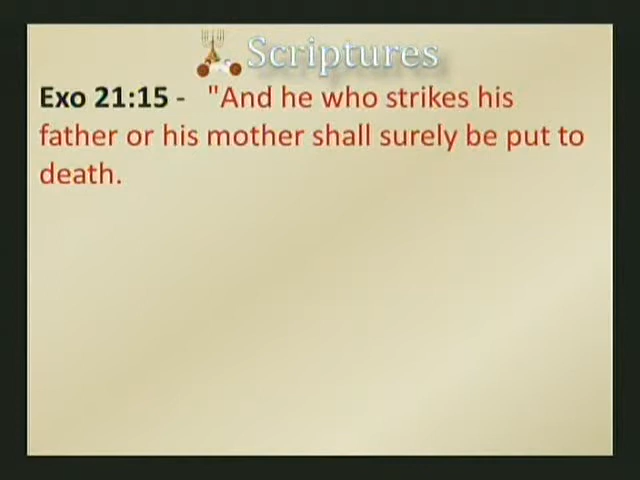 Scriptures
Exo 21:15 - "And he who strikes his
father or his mother shall surely be put to
death.